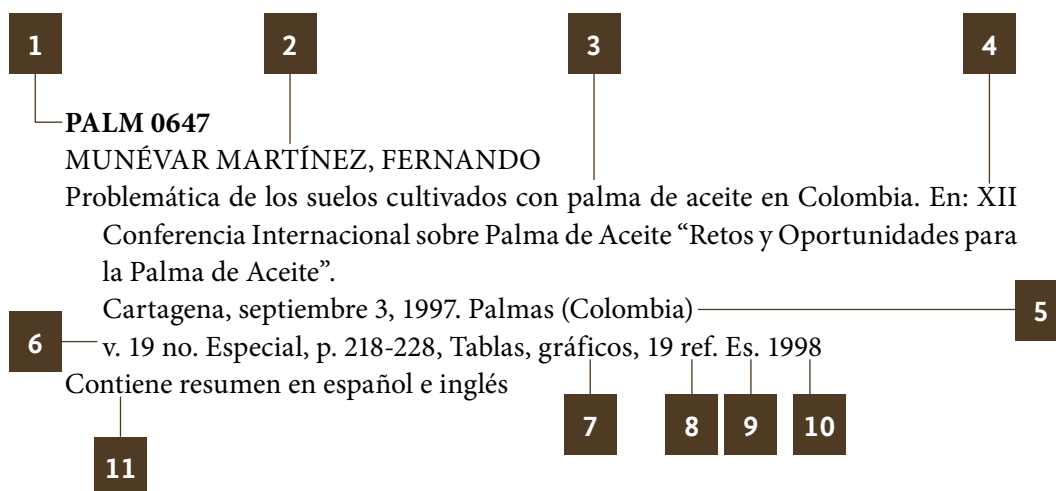 1 2 3 4
PALM 0647
MUNÉVAR MARTÍNEZ, FERNANDO
Problemática de los suelos cultivados con palma de aceite en Colombia. En: XII
Conferencia Internacional sobre Palma de Aceite “Retos y Oportunidades para
la Palma de Aceite”.
Cartagena, septiembre 3, 1997. Palmas (Colombia) 5
6 v. 19 no. Especial, p. 218-228, Tablas, gráficos, 19 ref. Es. 1998
Contiene resumen en español e inglés
7 8 9 10
11